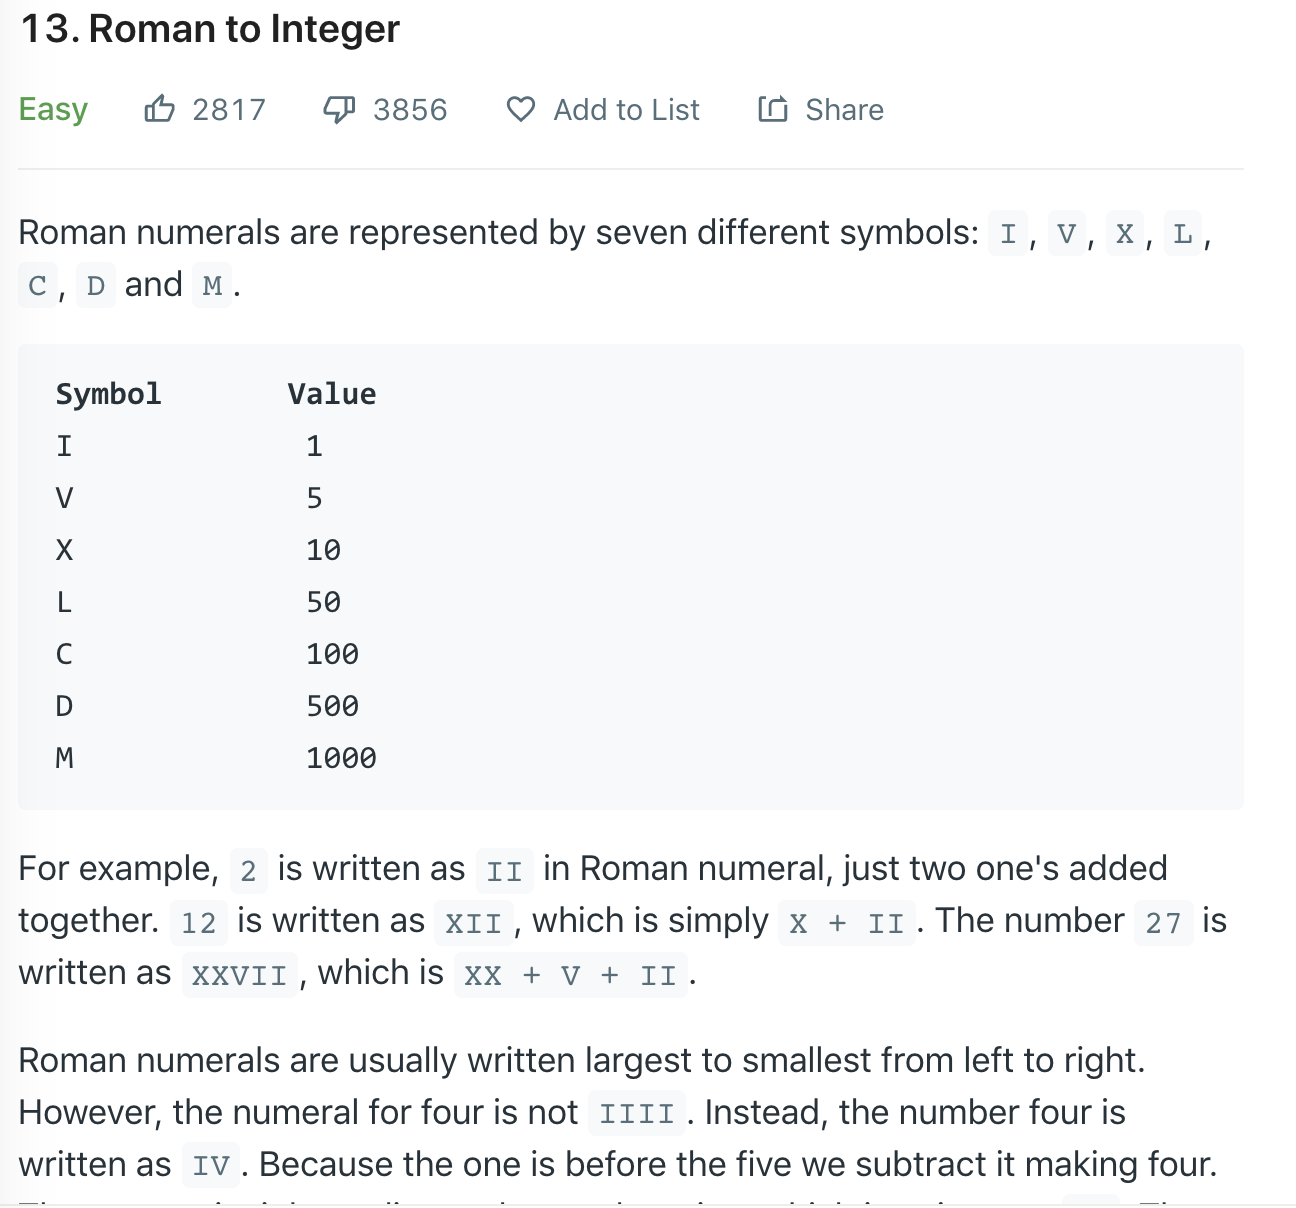 13. Roman to Integer
Easy 2817 3856 Add to List Share
Roman numerals are represented by seven different symbols: I, V, X, L,
C, D and M.
Symbol Value
I 1
V 5
X 10
L 50
C 100
D 500
M 1000
For example, 2 is written as II in Roman numeral, just two one's added
together. 12 is written as XII, which is simply X + II. The number 27 is
written as XXVII, which is XX + V + II.
Roman numerals are usually written largest to smallest from left to right.
However, the numeral for four is not IIII. Instead, the number four is
written as IV. Because the one is before the five we subtract it making four.